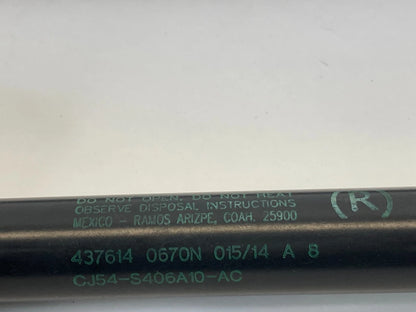 DO NOT OPEN, DO NOT HEAT
OBSERVE DISPOSAL INSTRUCTIONS
MEXICO - RAMOS ARIZPE, COAH. 25900
(R)
437614 0670N 015/14 A 8
CJ54-S406A10-AC